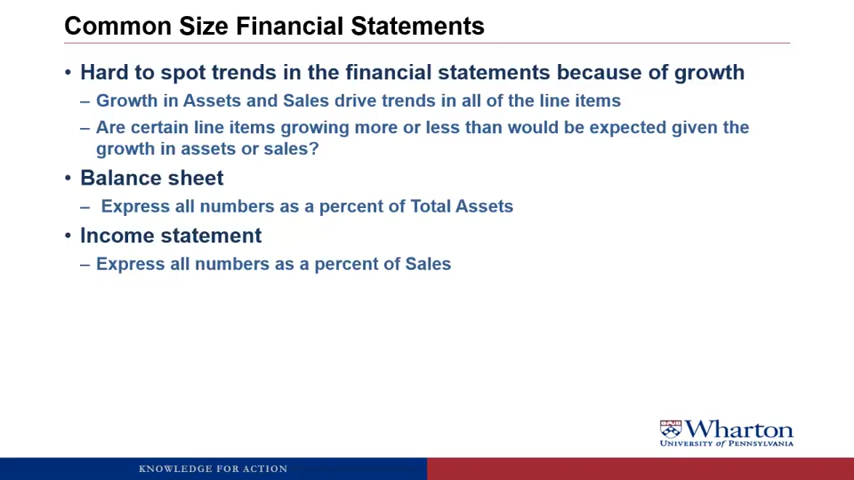 Common Size Financial Statements
• Hard to spot trends in the financial statements because of growth
– Growth in Assets and Sales drive trends in all of the line items
– Are certain line items growing more or less than would be expected given the
growth in assets or sales?
• Balance sheet
– Express all numbers as a percent of Total Assets
• Income statement
– Express all numbers as a percent of Sales
Wharton
UNIVERSITY of PENNSYLVANIA
KNOWLEDGE FOR ACTION